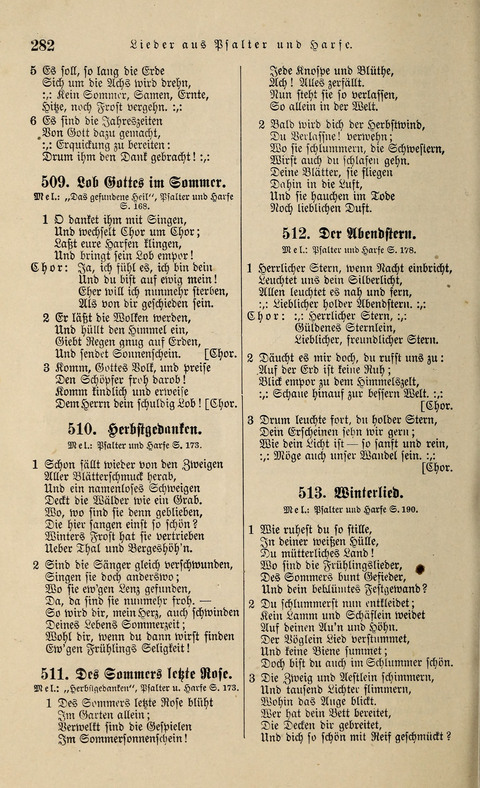 282
Lieder aus Psalter und Harfe.
5 Es soll, so lang die Erde
Sich um die Achs wird drehn,
:,: Kein Sommer, Samen, Ernte,
Hitze, noch Frost vergehn. :,:
6 Es sind die Jahreszeiten
Von Gott dazu gemacht,
:,: Erquickung zu bereiten:
Drum ihm den Dank gebracht! :,:
509. Lob Gottes im Sommer.
Mel.: „Das gefundene Heil“, Psalter und Harfe
S. 168.
1 O danket ihm mit Singen,
Und wechselt Chor um Chor;
Laßt eure Harfen klingen,
Und bringt sein Lob empor!
Chor: Ja, ich fühl es, ich bin dein
Und du bist auf ewig mein!
Cher will ich nunmehr sterben,
Als von dir geschieden sein.
2 Er läßt die Wolken werden,
Und hüllt den Himmel ein,
Giebt Regen gnug auf Erden,
Und sendet Sonnenschein. [Chor.
3 Komm, Gottes Volk, und preise
Den Schöpfer froh darob!
Komm kindlich und erweise
Dem Herrn dein schuldig Lob! [Chor.
510. Herbstgedanken.
Mel.: Psalter und Harfe S. 173.
1 Schon fällt wieder von den Zweigen
Aller Blätterschmuck herab,
Und ein namenloses Schweigen
Deckt die Wälder wie ein Grab.
Wo, wo sind sie denn geblieben,
Die hier sangen einst so schön?
Winters Frost hat sie vertrieben
Ueber Thal und Bergeshöh'n.
2 Sind die Sänger gleich verschwunden,
Singen sie doch anderswo;
Wo sie ew'gen Lenz gefunden,
Da, da sind sie nunmehr froh. —
So wird dir, mein Herz, auch schwinden
Deines Lebens Sommerzeit;
Wohl dir, wenn du dann wirst finden
Ew'gen Frühlings Seligkeit!
511. Des Sommers letzte Rose.
Mel.: „Herbstgedanken“, Psalter u. Harfe S. 173.
1 Des Sommers letzte Rose blüht
Im Garten allein;
Verwelkt sind die Gespielen
Im Sommersonnenschein!
Jede Knospe und Blüthe,
Ach! Alles zerfällt.
Nun steht sie so verlassen,
So allein in der Welt.
2 Bald wird dich der Herbstwind,
Du Verlaßne! verwehen;
Wo sie schlummern, die Schwestern,
Wirst auch du schlafen gehn.
Deine Blätter, sie fliegen
Dahin in die Luft,
Und sie hauchen im Tode
Noch lieblichen Duft.
512. Der Abendstern.
Mel.: Psalter und Harfe S. 178.
1 Herrlicher Stern, wenn Nacht einbricht,
Leuchtet uns dein Silberlicht,
Allen leuchtet es nah und fern,
:,: Lieblicher holder Abendstern. :,:
Chor: :,: Herrlicher Stern, :,:
Güldenes Sternlein,
Lieblicher, freundlicher Stern.
2 Däucht es mir doch, du rufst uns zu:
Auf der Erd ist keine Ruh;
Blick empor zu dem Himmelszelt,
:,: Schaue hinauf zur bessern Welt. :,:
[Chor.
3 Drum leuchte fort, du holder Stern,
Dein Erscheinen sehn wir gern;
Wie dein Licht ist — so sanft und rein,
:,: Möge auch unser Wandel sein. :,:
[Chor.
513. Winterlied.
Mel.: Psalter und Harfe S. 190.
1 Wie ruhest du so stille,
In deiner weißen Hülle,
Du mütterliches Land!
Wo sind die Frühlingslieder,
Des Sommers bunt Gefieder,
Und dein beblümtes Festgewand?
2 Du schlummerst nun entkleidet;
Kein Lamm und Schäflein weidet
Auf deinen Au'n und Höhn.
Der Vöglein Lied verstummet,
Und keine Biene summet;
Doch bist du auch im Schlummer schön.
3 Die Zweig und Aestlein schimmern,
Und tausend Lichter flimmern,
Wohin das Auge blickt.
Wer hat dein Bett bereitet,
Die Decken dir gebreitet,
Und dich so schön mit Reif geschmückt?